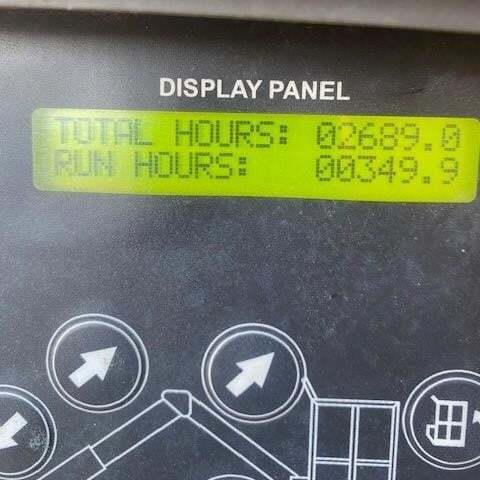 DISPLAY PANEL
TOTAL HOURS: 02689.0
RUN HOURS: 00349.9